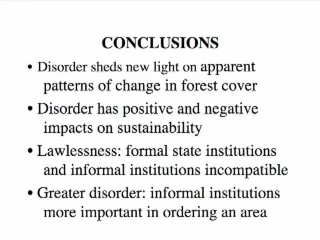 CONCLUSIONS
• Disorder sheds new light on apparent
patterns of change in forest cover
• Disorder has positive and negative
impacts on sustainability
• Lawlessness: formal state institutions
and informal institutions incompatible
• Greater disorder: informal institutions
more important in ordering an area